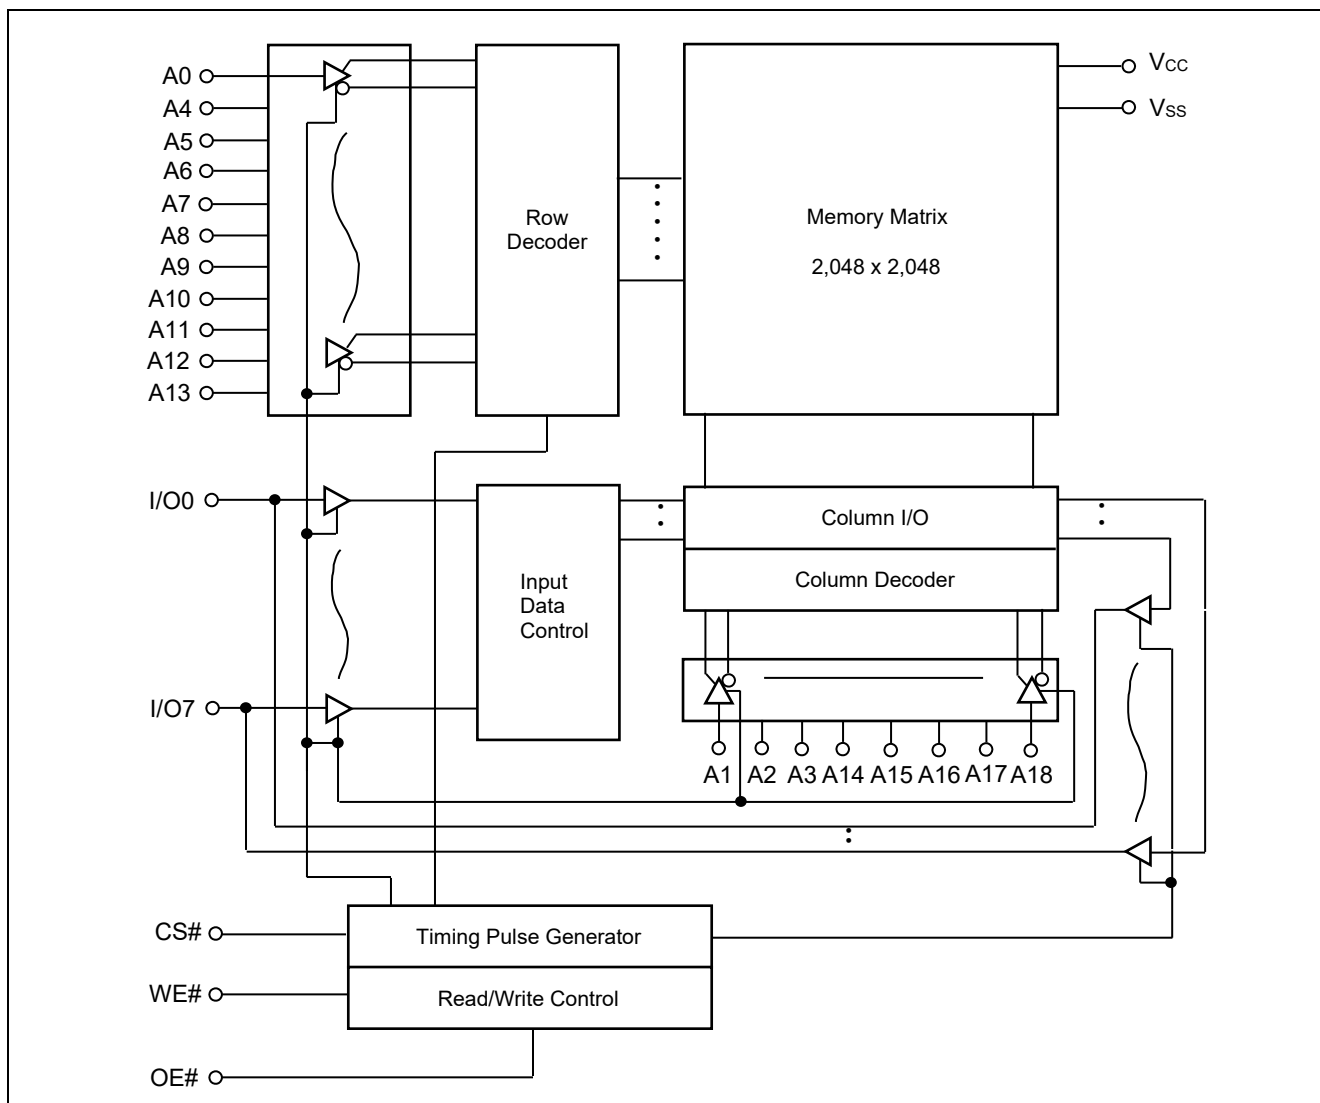 A0
A4
A5
A6
A7
A8
A9
A10
A11
A12
A13
Row
Decoder
Memory Matrix
2,048 x 2,048
VCC
VSS
I/O0
I/O7
Input
Data
Control
Column I/O
Column Decoder
A1 A2 A3 A14 A15 A16 A17 A18
CS#
WE#
OE#
Timing Pulse Generator
Read/Write Control